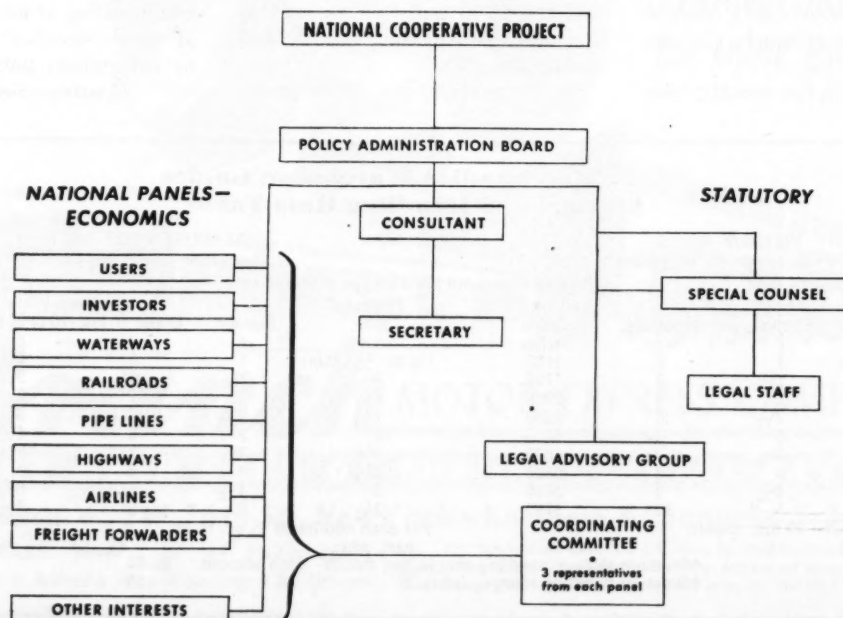 NATIONAL COOPERATIVE PROJECT
POLICY ADMINISTRATION BOARD
NATIONAL PANELS—
ECONOMICS
STATUTORY
CONSULTANT
USERS
INVESTORS
WATERWAYS
RAILROADS
PIPE LINES
HIGHWAYS
AIRLINES
FREIGHT FORWARDERS
OTHER INTERESTS
SECRETARY
SPECIAL COUNSEL
LEGAL STAFF
LEGAL ADVISORY GROUP
COORDINATING
COMMITTEE
•
3 representatives
from each panel